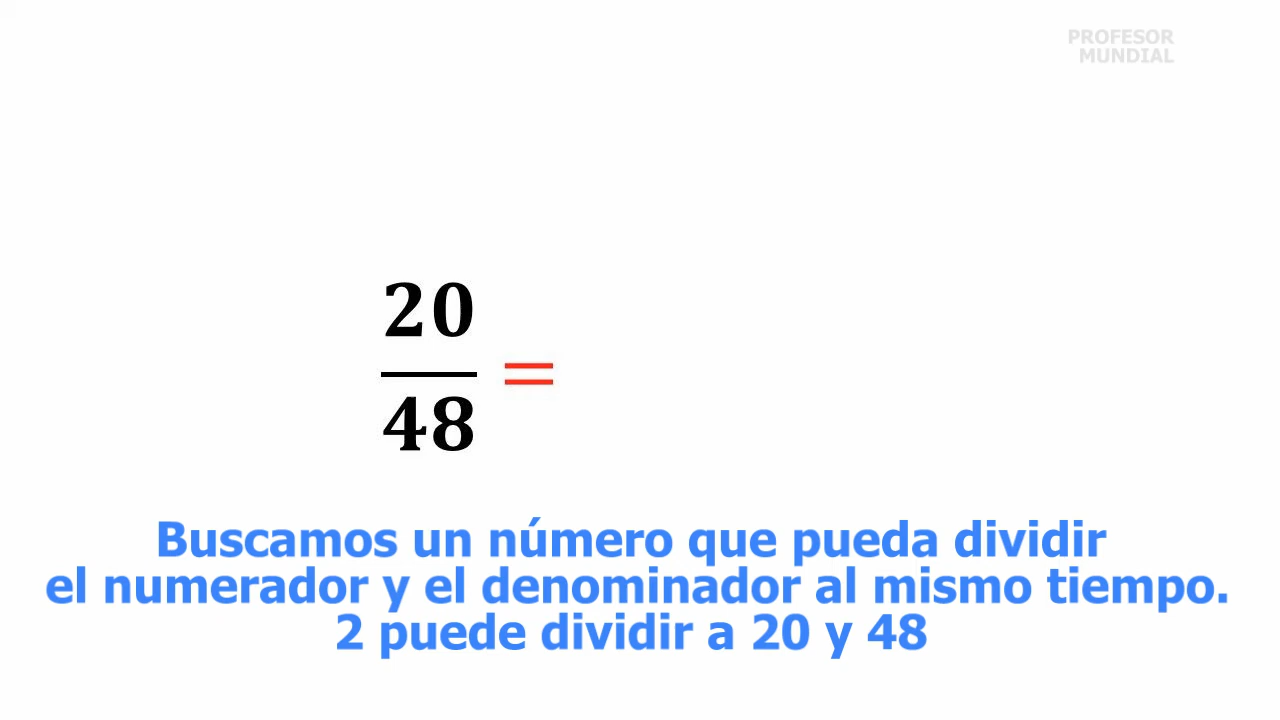 PROFESOR
MUNDIAL
20
=
48
Buscamos un número que pueda dividir
el numerador y el denominador al mismo tiempo.
2 puede dividir a 20 y 48